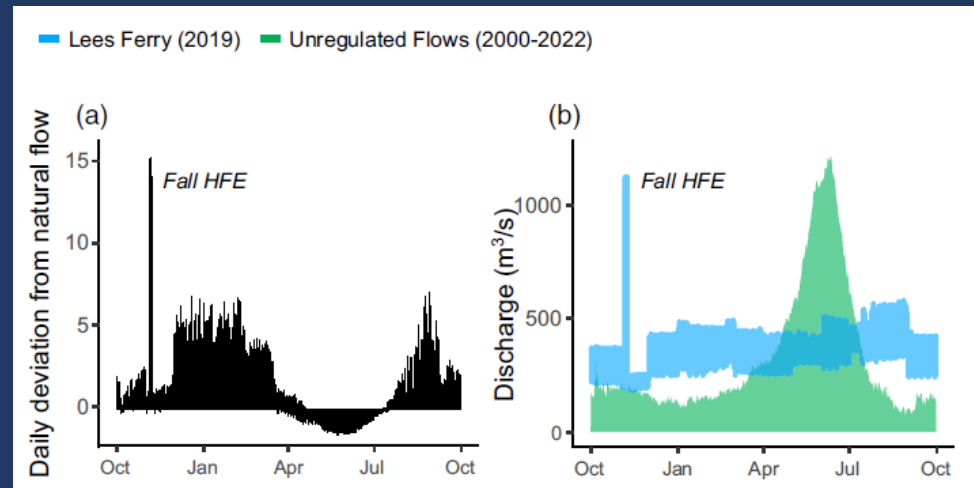 Lees Ferry (2019) Unregulated Flows (2000-2022)
(a)
Daily deviation from natural flow
15
10
5
0
Fall HFE
Oct Jan Apr Jul Oct
(b)
Discharge (m³/s)
1000
500
0
Fall HFE
Oct Jan Apr Jul Oct